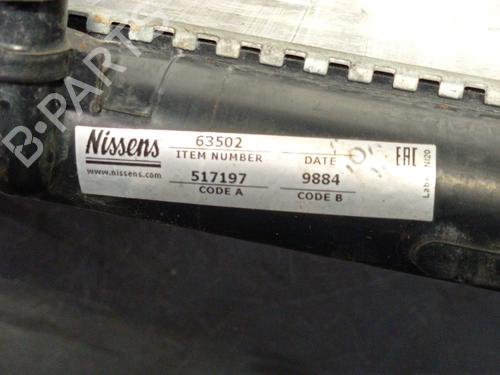 Nissens
www.nissens.com
63502
ITEM NUMBER DATE
517197 9884
CODE A CODE B
EAC
B-PARTS